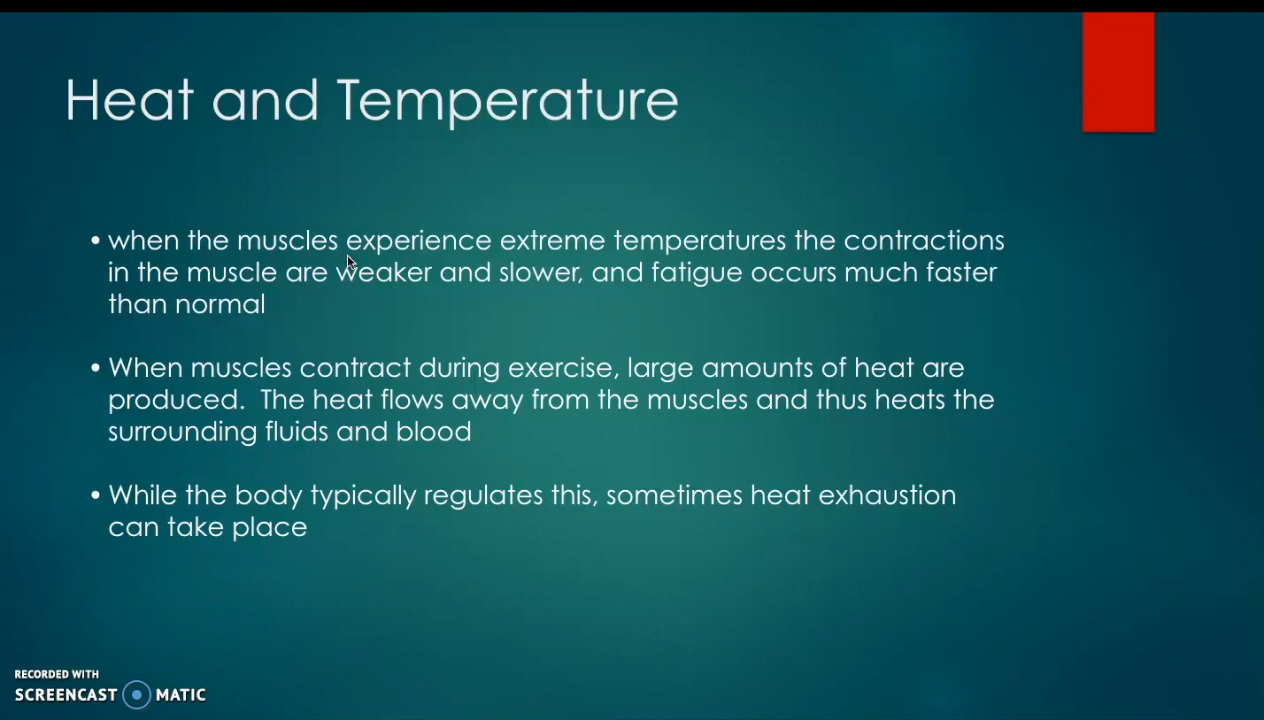 Heat and Temperature
• when the muscles experience extreme temperatures the contractions
in the muscle are weaker and slower, and fatigue occurs much faster
than normal
• When muscles contract during exercise, large amounts of heat are
produced.  The heat flows away from the muscles and thus heats the
surrounding fluids and blood
• While the body typically regulates this, sometimes heat exhaustion
can take place
RECORDED WITH
SCREENCAST MATIC